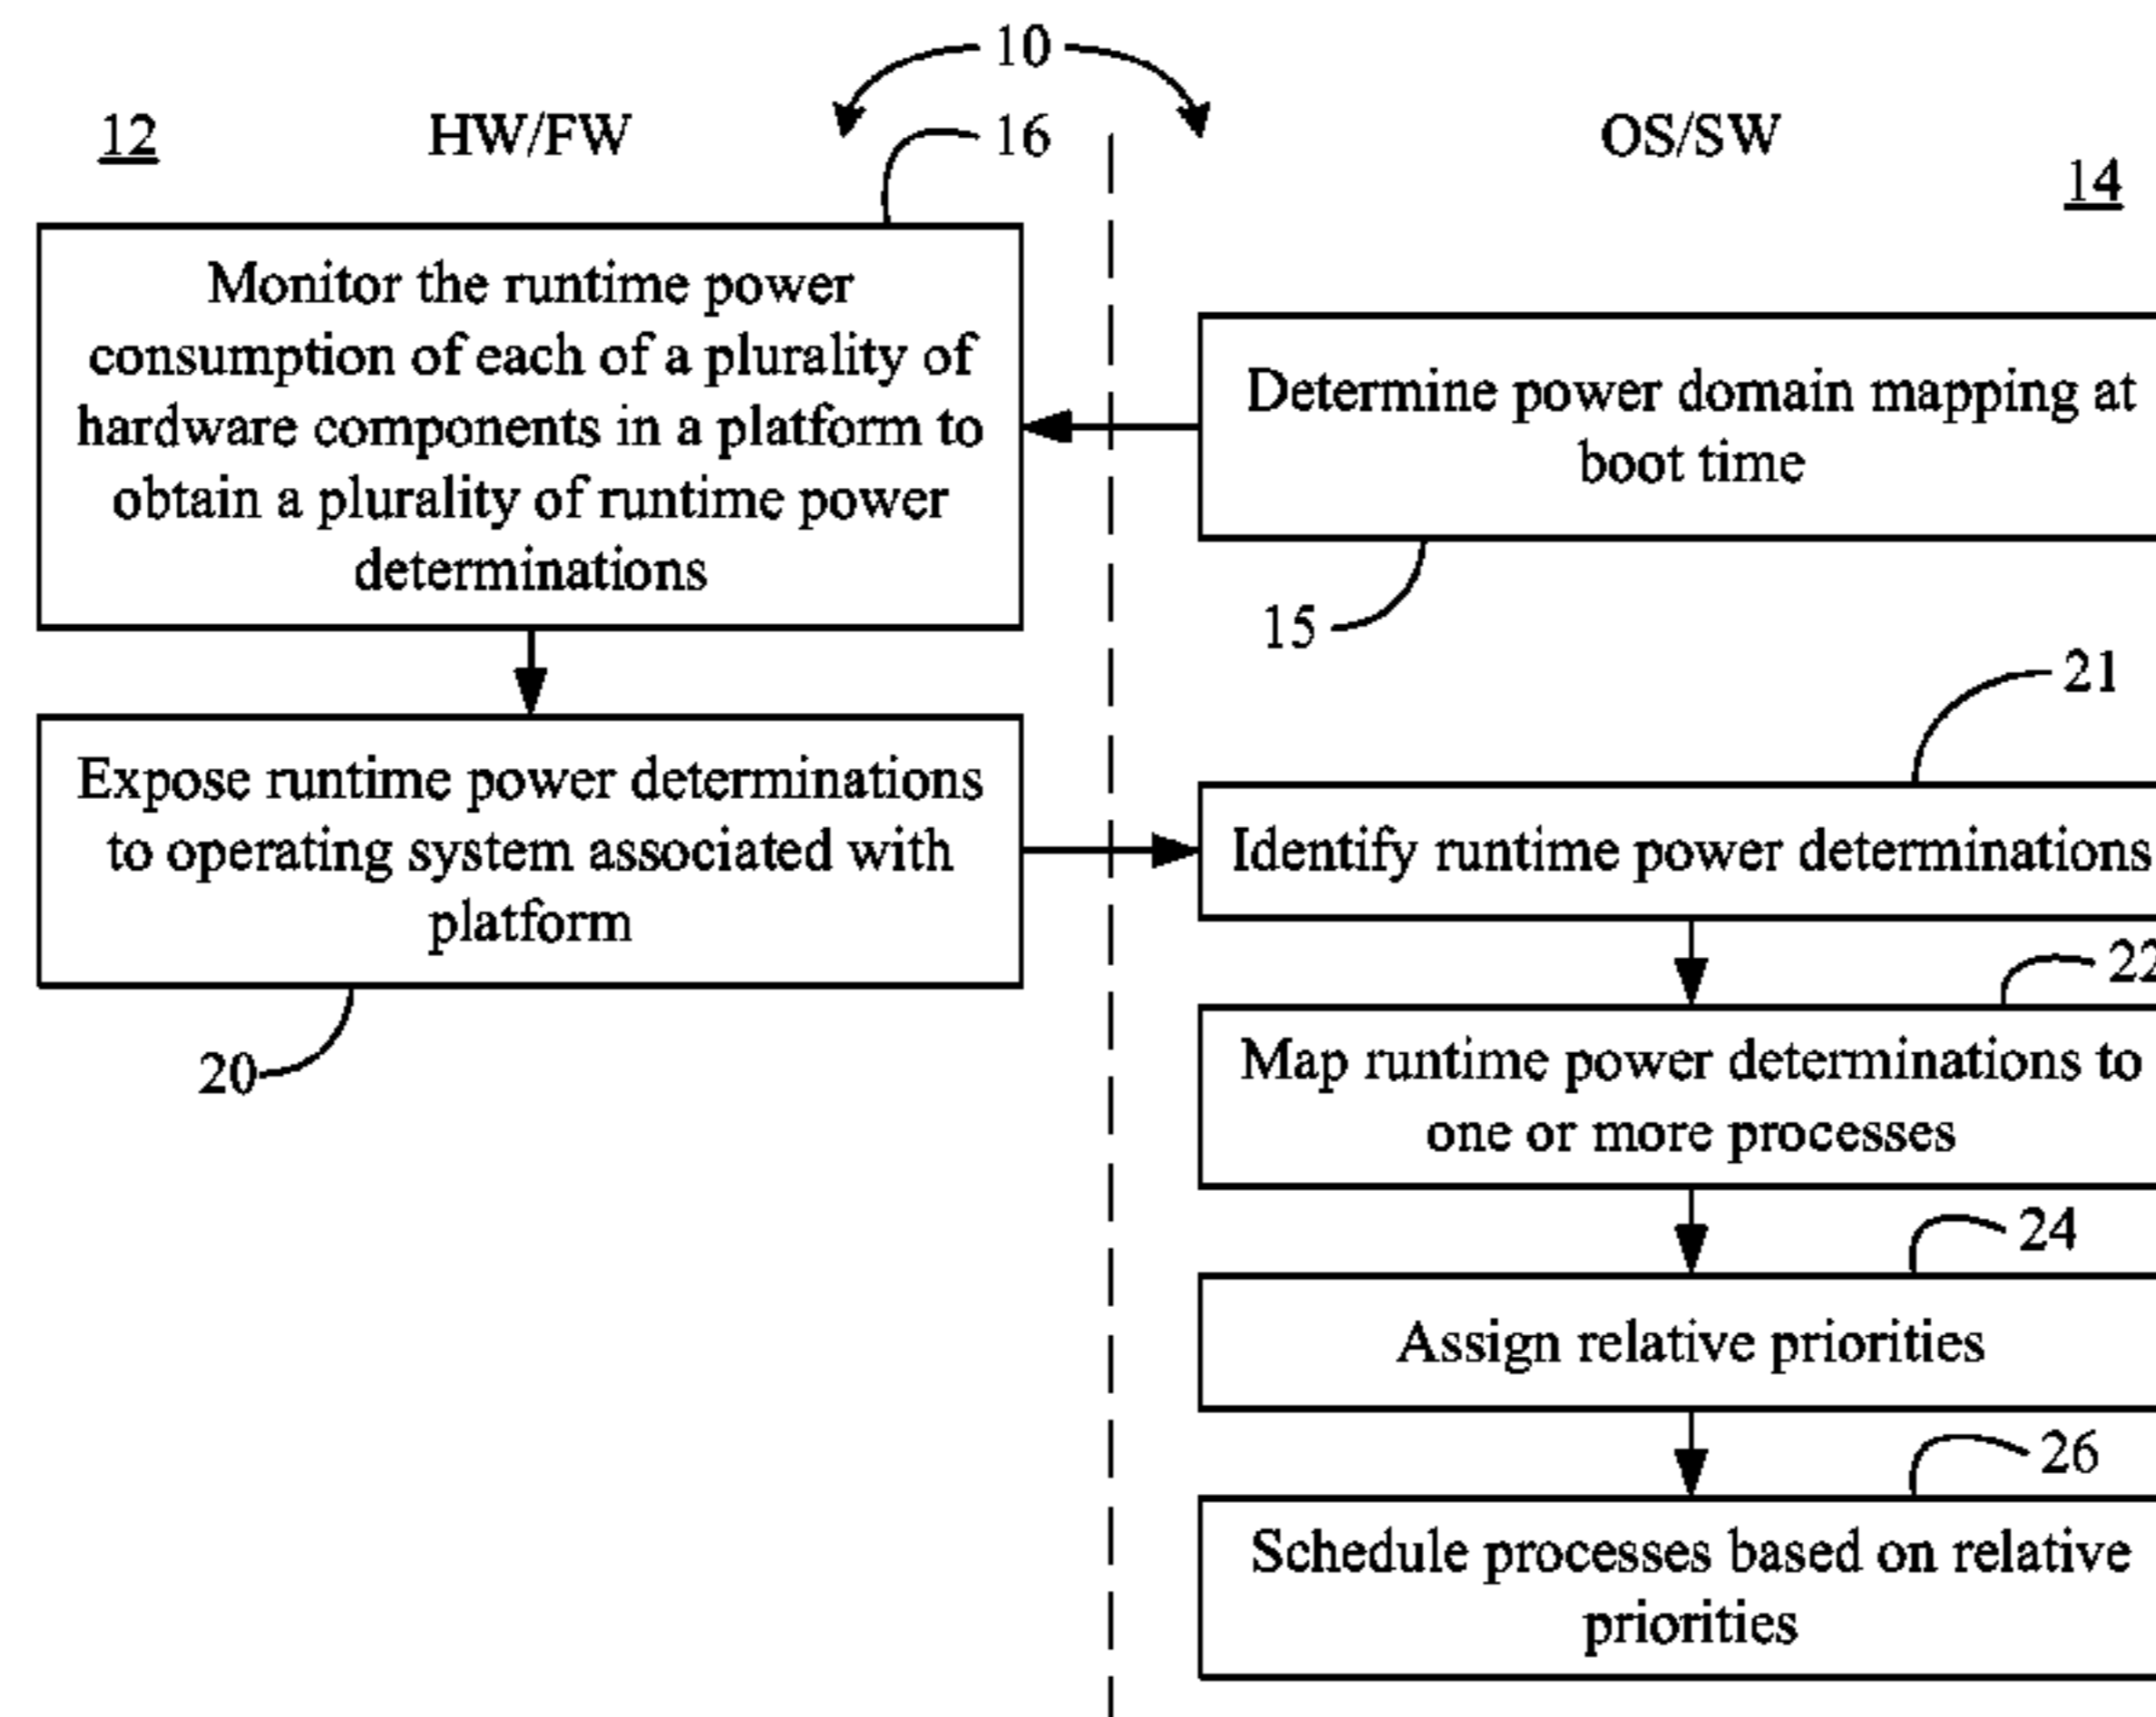 10
12
HW/FW
16
OS/SW
14
Monitor the runtime power
consumption of each of a plurality of
hardware components in a platform to
obtain a plurality of runtime power
determinations
Determine power domain mapping at
boot time
15
21
Expose runtime power determinations
to operating system associated with
platform
20
Identify runtime power determinations
22
Map runtime power determinations to
one or more processes
24
Assign relative priorities
26
Schedule processes based on relative
priorities